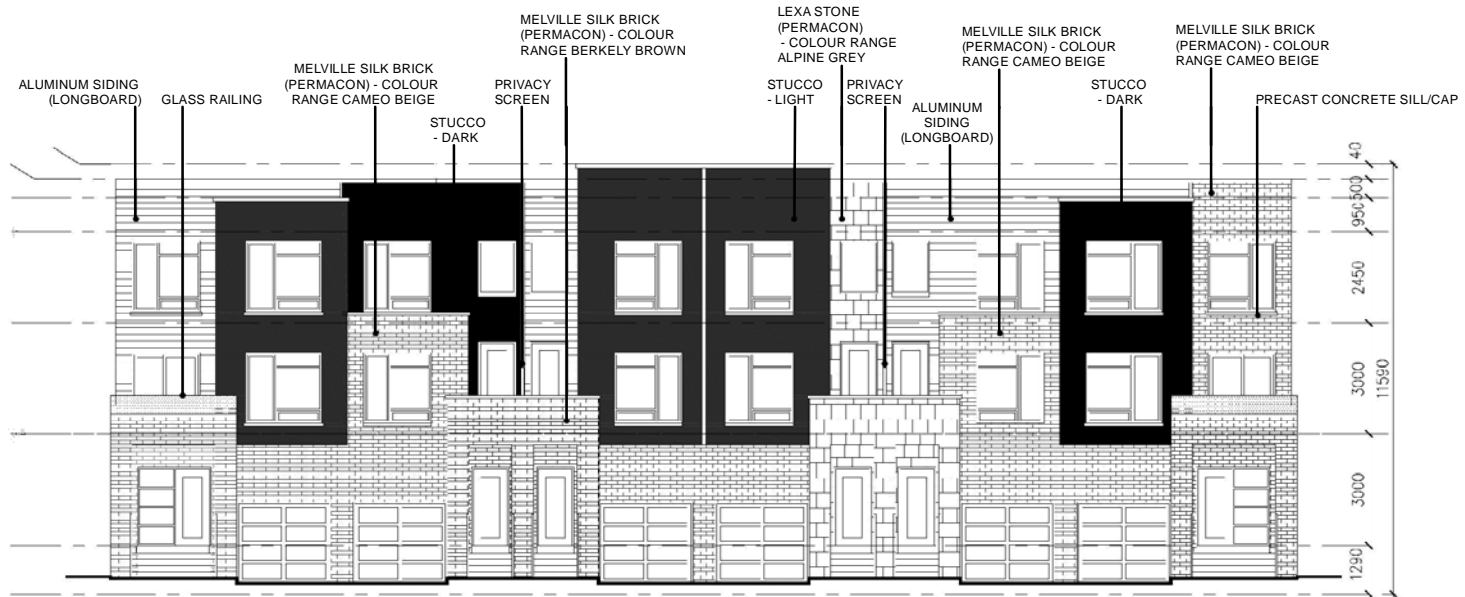 ALUMINUM SIDING
(LONGBOARD)
GLASS RAILING
MELVILLE SILK BRICK
(PERMACON) - COLOUR
RANGE CAMEO BEIGE
STUCCO
- DARK
PRIVACY
SCREEN
MELVILLE SILK BRICK
(PERMACON) - COLOUR
RANGE BERKELY BROWN
STUCCO
- LIGHT
LEXA STONE
(PERMACON)
- COLOUR RANGE
ALPINE GREY
PRIVACY
SCREEN
ALUMINUM
SIDING
(LONGBOARD)
MELVILLE SILK BRICK
(PERMACON) - COLOUR
RANGE CAMEO BEIGE
STUCCO
- DARK
MELVILLE SILK BRICK
(PERMACON) - COLOUR
RANGE CAMEO BEIGE
PRECAST CONCRETE SILL/CAP
40
500
950
2450
3000
11590
3000
1290